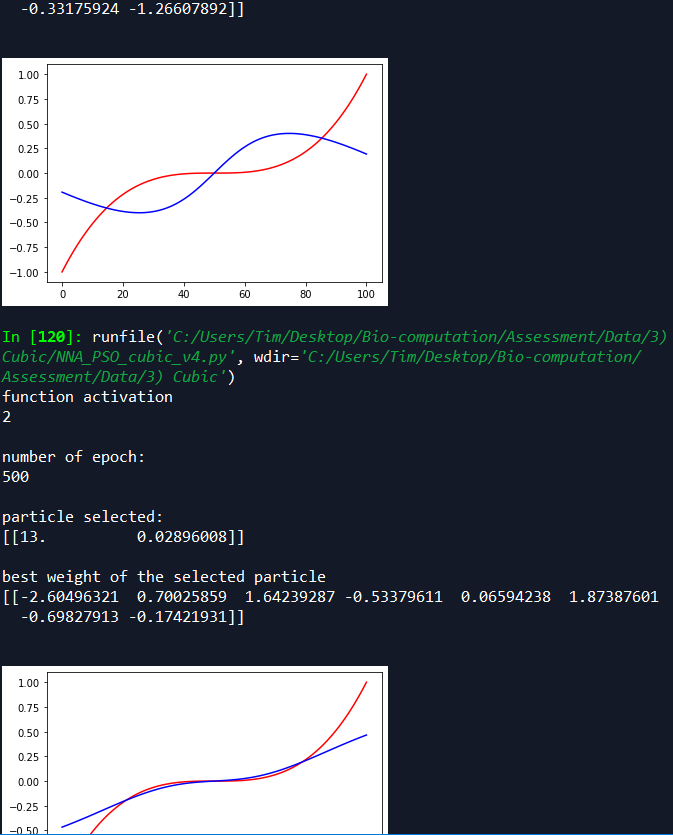 -0.33175924 -1.26607892]]
1.00
0.75
0.50
0.25
0.00
−0.25
−0.50
−0.75
−1.00
0 20 40 60 80 100
In [120]: runfile('C:/Users/Tim/Desktop/Bio-computation/Assessment/Data/3)
Cubic/NNA_PSO_cubic_v4.py', wdir='C:/Users/Tim/Desktop/Bio-computation/
Assessment/Data/3) Cubic')
function activation
2
number of epoch:
500
particle selected:
[[13. 0.02896008]]
best weight of the selected particle
[[-2.60496321 0.70025859 1.64239287 -0.53379611 0.06594238 1.87387601
-0.69827913 -0.17421931]]
1.00
0.75
0.50
0.25
0.00
−0.25
−0.50